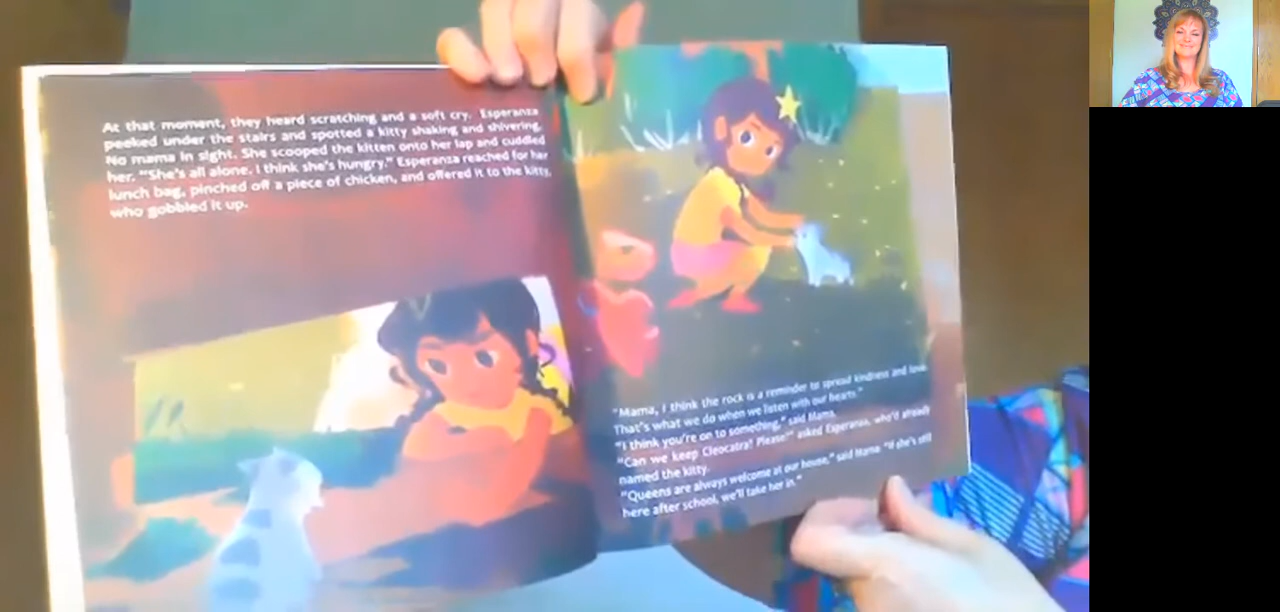 At that moment, they heard scratching and a soft cry. Esperanza
peeked under the stairs and spotted a kitty shaking and shivering.
No mama in sight. She scooped the kitten onto her lap and cuddled
her. "She's all alone. I think she's hungry." Esperanza reached for her
lunch bag, pinched off a piece of chicken, and offered it to the kitty,
who gobbled it up.
"Mama, I think the rock is a reminder to spread kindness and love.
That's what we do when we listen with our hearts."
"I think you're on to something," said Mama.
"Can we keep Cleocatra? Please?" asked Esperanza, who'd already
named the kitty.
"Queens are always welcome at our house," said Mama. "If she's still
here after school, we'll take her in."